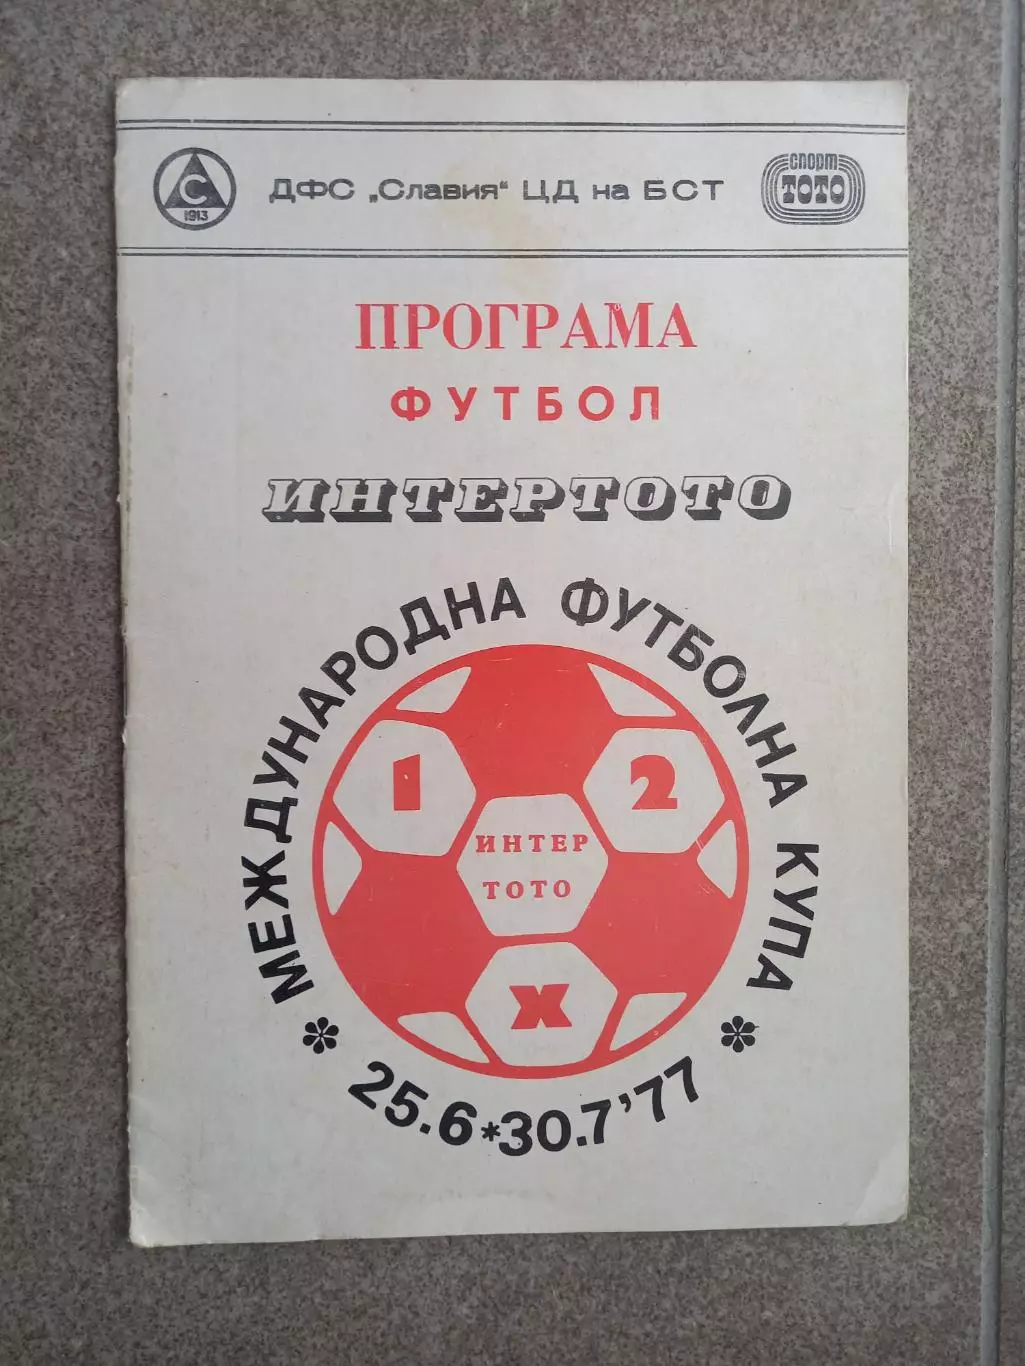 С
1913
ДФС „Славия“ ЦД на БСТ
спорт
ТОТО
ПРОГРАМА
ФУТБОЛ
ИНТЕРТОТО
МЕЖДУНАРОДНА ФУТБОЛНА КУПА
1
2
ИНТЕР
ТОТО
X
* 25.6*30.7'77 *